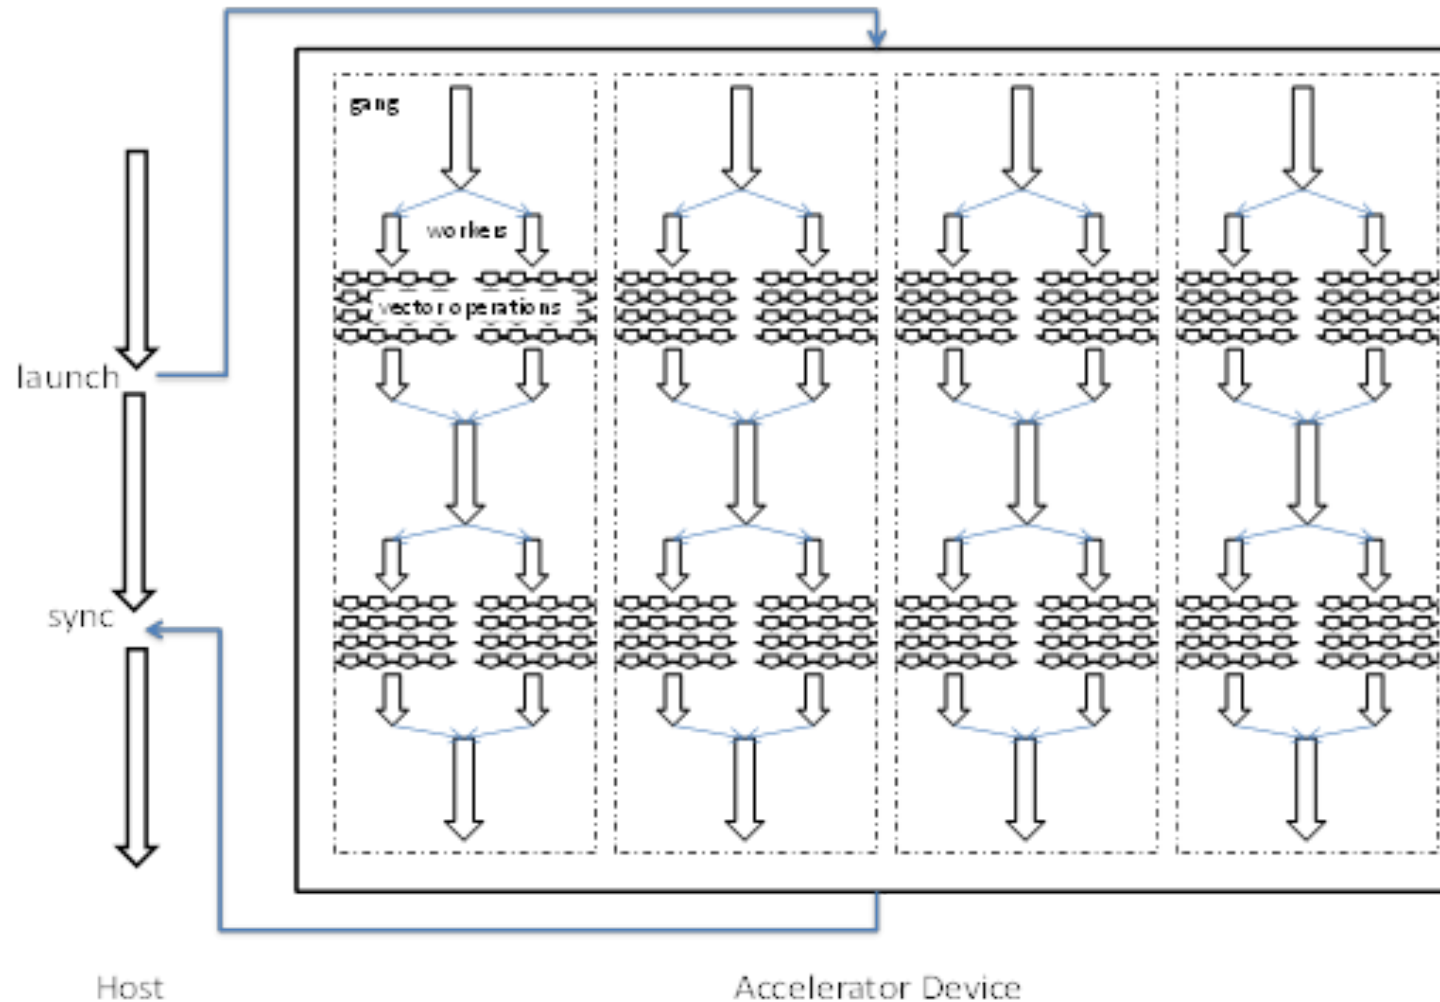 gang
workers
vector operations
launch
sync
Host
Accelerator Device